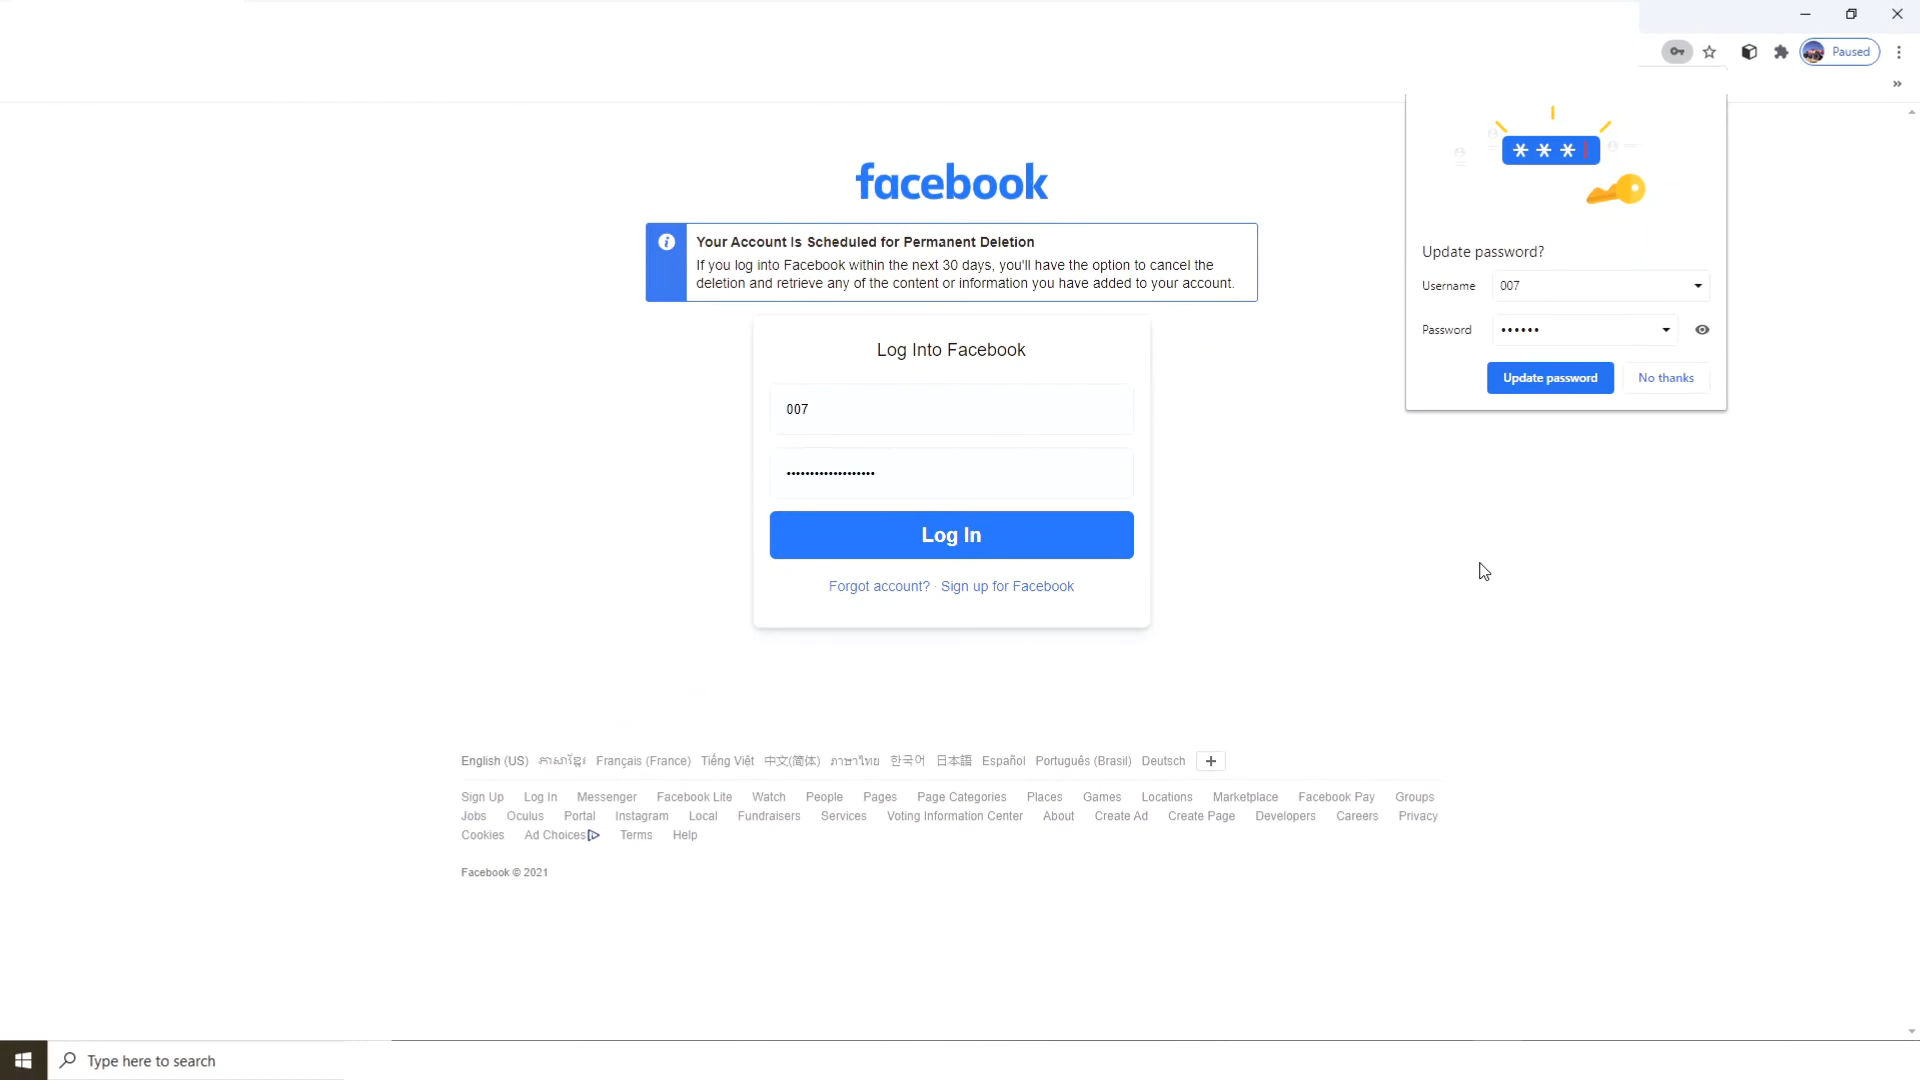 Paused
»
facebook
Your Account Is Scheduled for Permanent Deletion
If you log into Facebook within the next 30 days, you'll have the option to cancel the
deletion and retrieve any of the content or information you have added to your account.
Log Into Facebook
007
•••••••••••••••••••
Log In
Forgot account? · Sign up for Facebook
***
Update password?
Username 007
Password ••••••
Update password No thanks
English (US) ភាសាខ្មែរ Français (France) Tiếng Việt 中文(简体) ภาษาไทย 한국어 日本語 Español Português (Brasil) Deutsch +
Sign Up Log In Messenger Facebook Lite Watch People Pages Page Categories Places Games Locations Marketplace Facebook Pay Groups
Jobs Oculus Portal Instagram Local Fundraisers Services Voting Information Center About Create Ad Create Page Developers Careers Privacy
Cookies Ad Choices Terms Help
Facebook © 2021
Type here to search